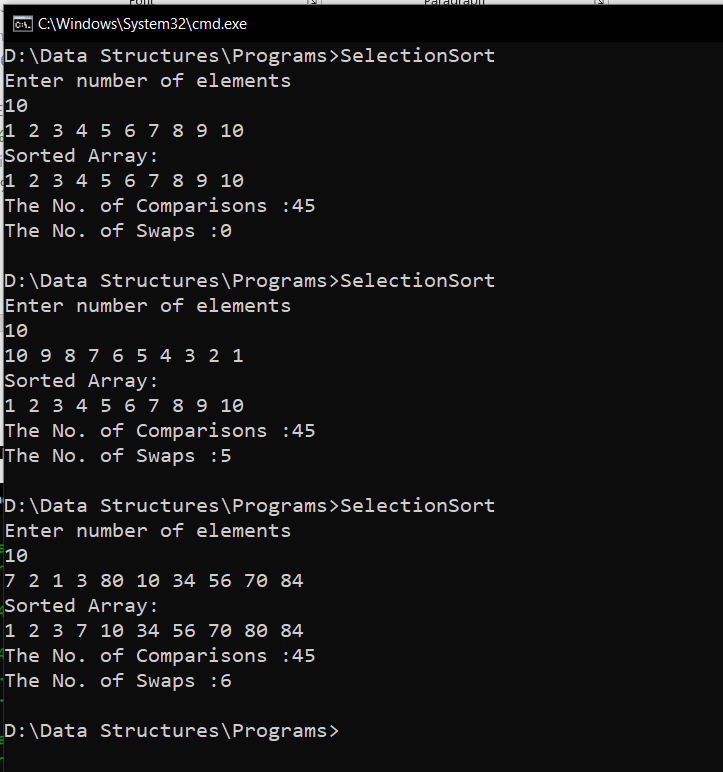 Font
Paragraph
C:\Windows\System32\cmd.exe
D:\Data Structures\Programs>SelectionSort
Enter number of elements
10
1 2 3 4 5 6 7 8 9 10
Sorted Array:
1 2 3 4 5 6 7 8 9 10
The No. of Comparisons :45
The No. of Swaps :0
D:\Data Structures\Programs>SelectionSort
Enter number of elements
10
10 9 8 7 6 5 4 3 2 1
Sorted Array:
1 2 3 4 5 6 7 8 9 10
The No. of Comparisons :45
The No. of Swaps :5
D:\Data Structures\Programs>SelectionSort
Enter number of elements
10
7 2 1 3 80 10 34 56 70 84
Sorted Array:
1 2 3 7 10 34 56 70 80 84
The No. of Comparisons :45
The No. of Swaps :6
D:\Data Structures\Programs>